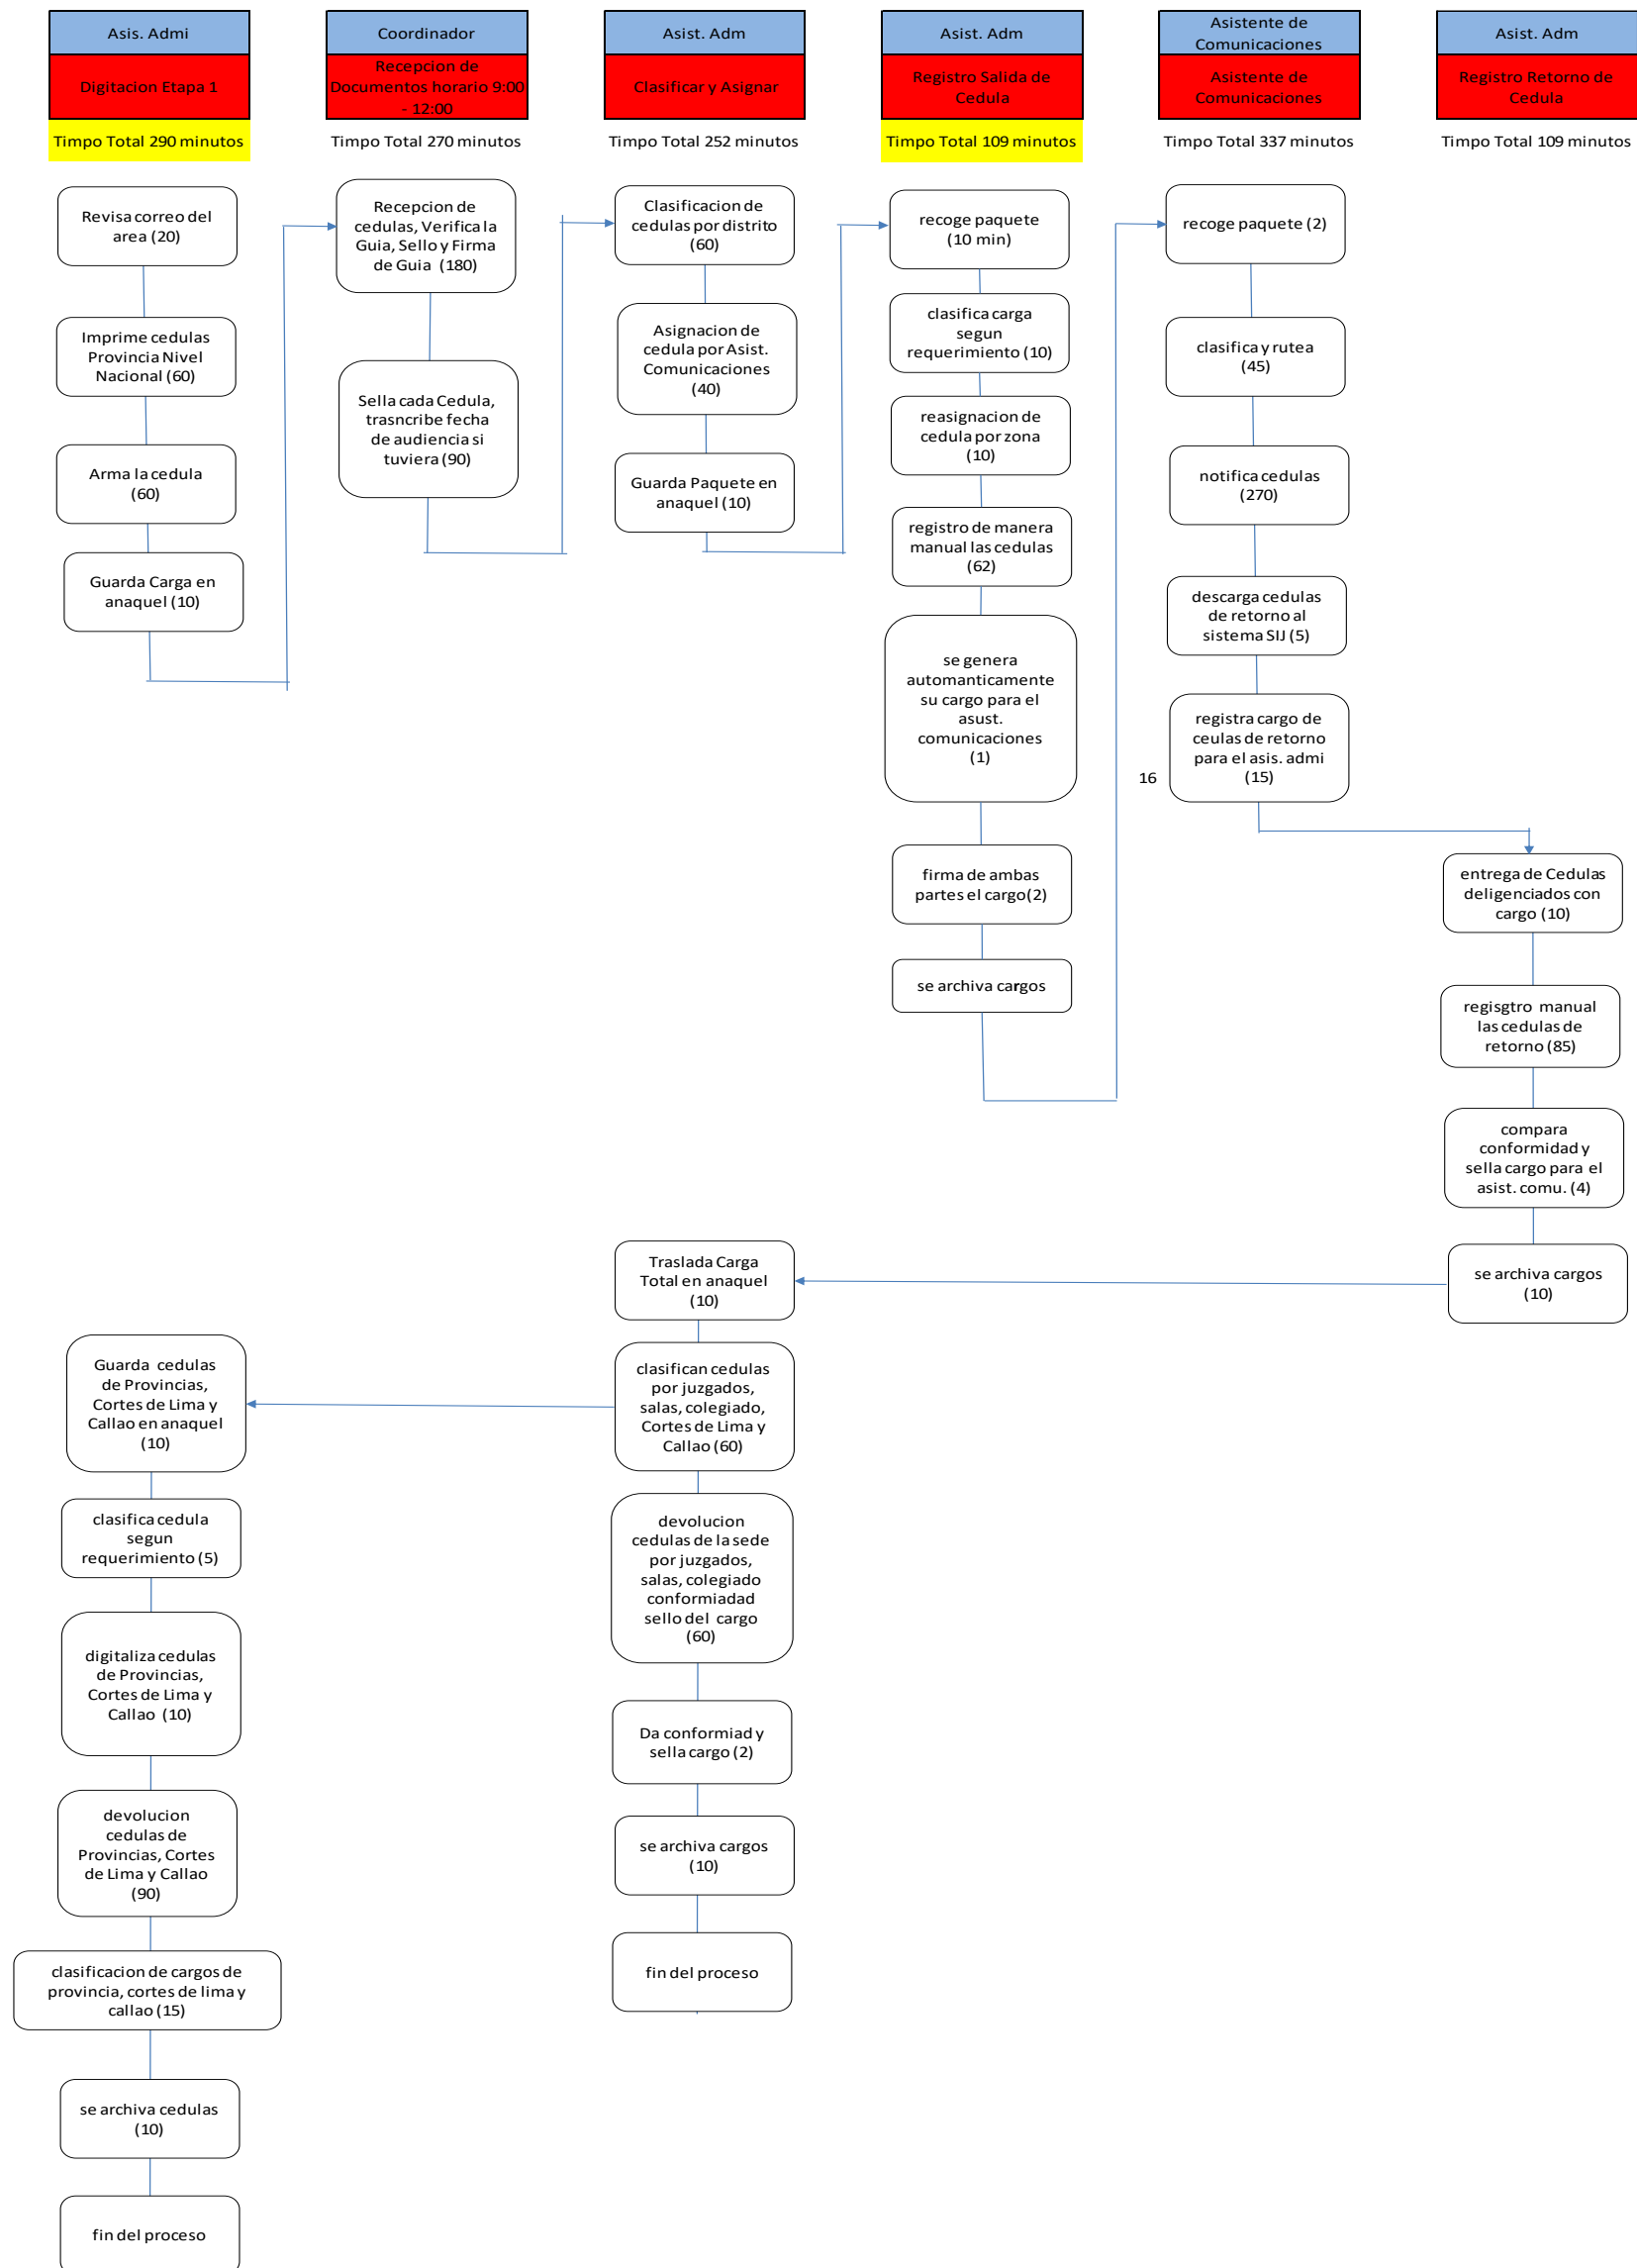 Asis. Admi
Digitacion Etapa 1
Timpo Total 290 minutos
Coordinador
Recepcion de
Documentos horario 9:00
- 12:00
Timpo Total 270 minutos
Asist. Adm
Clasificar y Asignar
Timpo Total 252 minutos
Asist. Adm
Registro Salida de
Cedula
Timpo Total 109 minutos
Asistente de
Comunicaciones
Asistente de
Comunicaciones
Timpo Total 337 minutos
Asist. Adm
Registro Retorno de
Cedula
Timpo Total 109 minutos
Revisa correo del
area (20)
Imprime cedulas
Provincia Nivel
Nacional (60)
Arma la cedula
(60)
Guarda Carga en
anaquel (10)
Recepcion de
cedulas, Verifica la
Guia, Sello y Firma
de Guia (180)
Sella cada Cedula,
trasncribe fecha
de audiencia si
tuviera (90)
Clasificacion de
cedulas por distrito
(60)
Asignacion de
cedula por Asist.
Comunicaciones
(40)
Guarda Paquete en
anaquel (10)
recoge paquete
(10 min)
clasifica carga
segun
requerimiento (10)
reasignacion de
cedula por zona
(10)
registro de manera
manual las cedulas
(62)
se genera
automanticamente
su cargo para el
asust.
comunicaciones
(1)
firma de ambas
partes el cargo (2)
se archiva cargos
recoge paquete (2)
clasifica y rutea
(45)
notifica cedulas
(270)
descarga cedulas
de retorno al
sistema SIJ (5)
registra cargo de
ceulas de retorno
para el asis. admi
(15)
16
entrega de Cedulas
deligenciados con
cargo (10)
regisgtro manual
las cedulas de
retorno (85)
compara
conformidad y
sella cargo para el
asist. comu. (4)
se archiva cargos
(10)
Traslada Carga
Total en anaquel
(10)
clasifican cedulas
por juzgados,
salas, colegiado,
Cortes de Lima y
Callao (60)
devolucion
cedulas de la sede
por juzgados,
salas, colegiado
conformiadad
sello del cargo
(60)
Da conformiad y
sella cargo (2)
se archiva cargos
(10)
fin del proceso
Guarda cedulas
de Provincias,
Cortes de Lima y
Callao en anaquel
(10)
clasifica cedula
segun
requerimiento (5)
digitaliza cedulas
de Provincias,
Cortes de Lima y
Callao (10)
devolucion
cedulas de
Provincias, Cortes
de Lima y Callao
(90)
clasificacion de cargos de
provincia, cortes de lima y
callao (15)
se archiva cedulas
(10)
fin del proceso